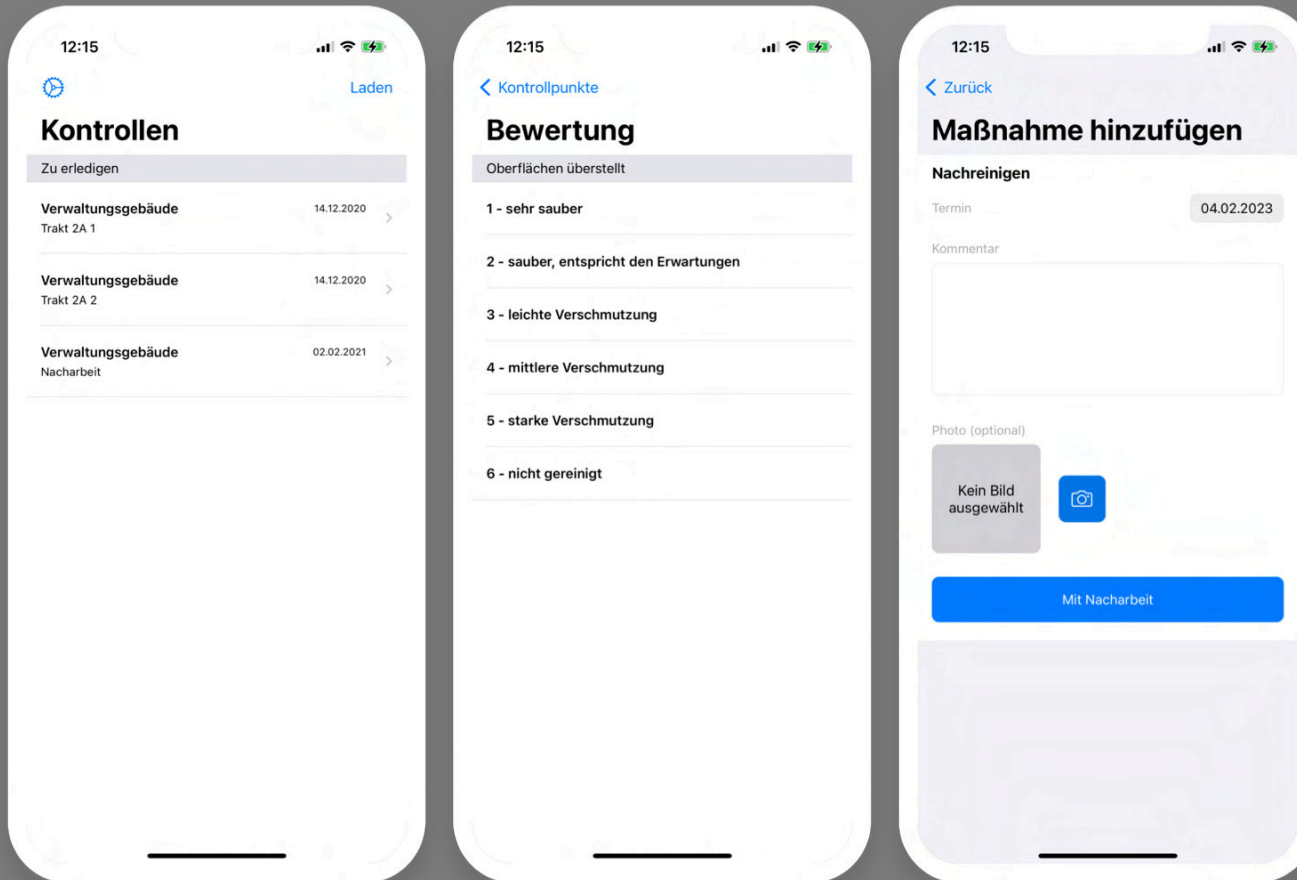 12:15
Laden
Kontrollen
Zu erledigen
Verwaltungsgebäude 14.12.2020
Trakt 2A 1
Verwaltungsgebäude 14.12.2020
Trakt 2A 2
Verwaltungsgebäude 02.02.2021
Nacharbeit
12:15
Kontrollpunkte
Bewertung
Oberflächen überstellt
1 - sehr sauber
2 - sauber, entspricht den Erwartungen
3 - leichte Verschmutzung
4 - mittlere Verschmutzung
5 - starke Verschmutzung
6 - nicht gereinigt
12:15
Zurück
Maßnahme hinzufügen
Nachreinigen
Termin 04.02.2023
Kommentar
Photo (optional)
Kein Bild
ausgewählt
Mit Nacharbeit